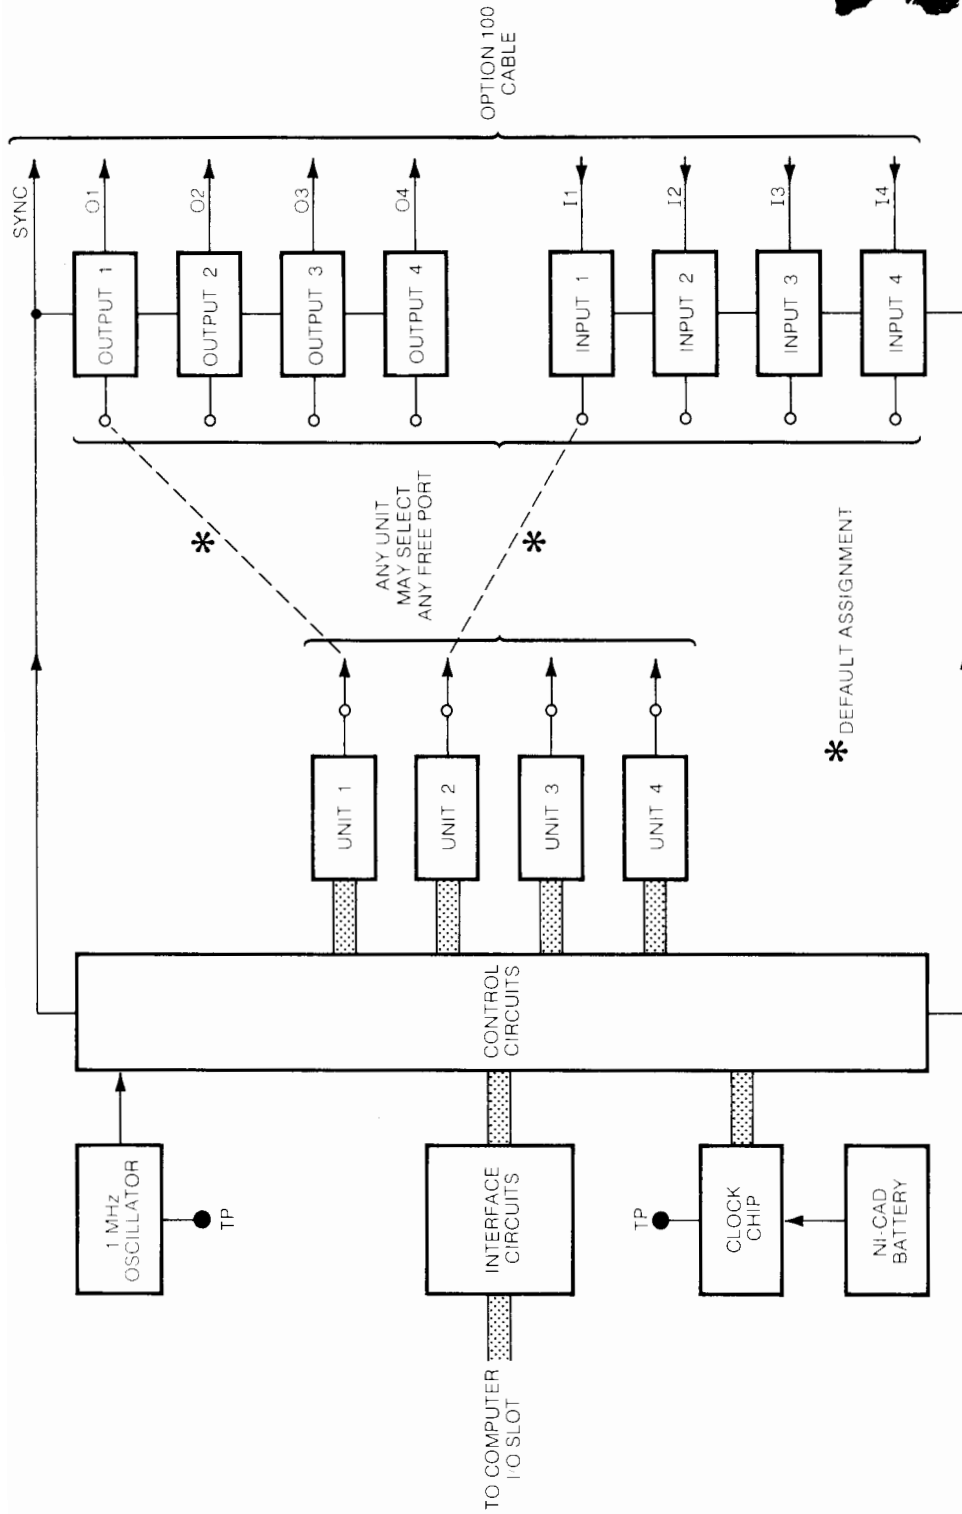 1 MHz
OSCILLATOR
TP
TO COMPUTER
I/O SLOT
INTERFACE
CIRCUITS
TP
CLOCK
CHIP
NI-CAD
BATTERY
CONTROL
CIRCUITS
UNIT 1
UNIT 2
UNIT 3
UNIT 4
ANY UNIT
MAY SELECT
ANY FREE PORT
*
*
* DEFAULT ASSIGNMENT
SYNC
OUTPUT 1
O1
OUTPUT 2
O2
OUTPUT 3
O3
OUTPUT 4
O4
INPUT 1
I1
INPUT 2
I2
INPUT 3
I3
INPUT 4
I4
OPTION 100
CABLE